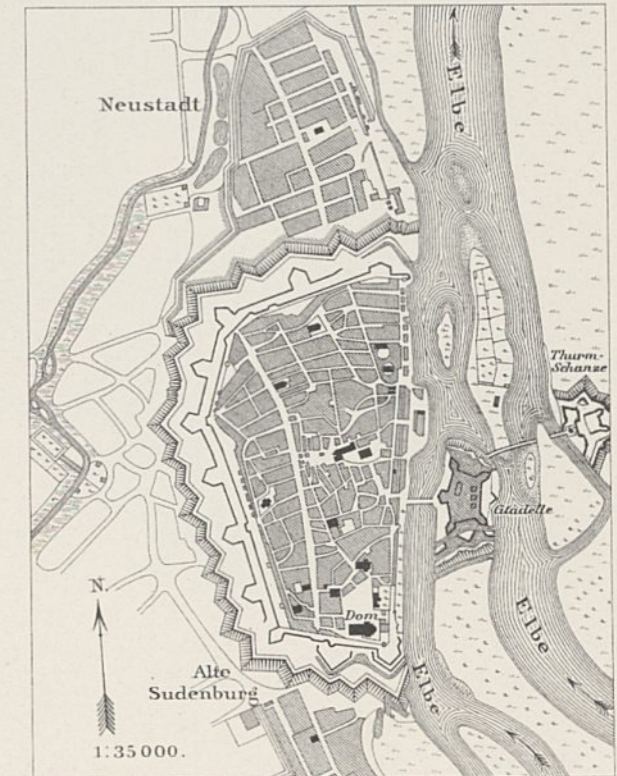 Elbe
Neustadt
Thurm-
Schanze
Citadelle
Dom
N.
Elbe
Alte
Sudenburg
Elbe
1:35000.